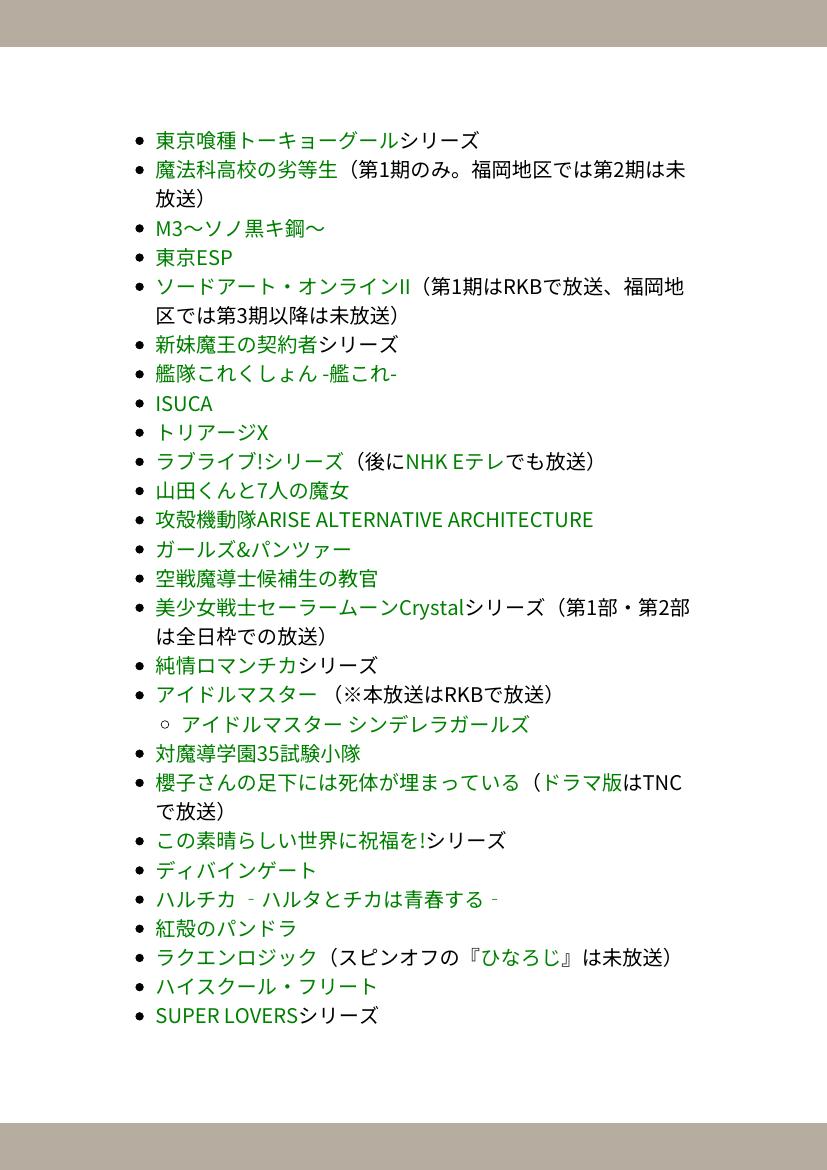 東京喰種トーキョーグールシリーズ
魔法科高校の劣等生（第1期のみ。福岡地区では第2期は未
放送）
M3～ソノ黒キ鋼～
東京ESP
ソードアート・オンラインII（第1期はRKBで放送、福岡地
区では第3期以降は未放送）
新妹魔王の契約者シリーズ
艦隊これくしょん -艦これ-
ISUCA
トリアージX
ラブライブ!シリーズ（後にNHK Eテレでも放送）
山田くんと7人の魔女
攻殻機動隊ARISE ALTERNATIVE ARCHITECTURE
ガールズ&パンツァー
空戦魔導士候補生の教官
美少女戦士セーラームーンCrystalシリーズ（第1部・第2部
は全日枠での放送）
純情ロマンチカシリーズ
アイドルマスター （※本放送はRKBで放送）
アイドルマスター シンデレラガールズ
対魔導学園35試験小隊
櫻子さんの足下には死体が埋まっている（ドラマ版はTNC
で放送）
この素晴らしい世界に祝福を!シリーズ
ディバインゲート
ハルチカ ‐ハルタとチカは青春する‐
紅殻のパンドラ
ラクエンロジック（スピンオフの『ひなろじ』は未放送）
ハイスクール・フリート
SUPER LOVERSシリーズ